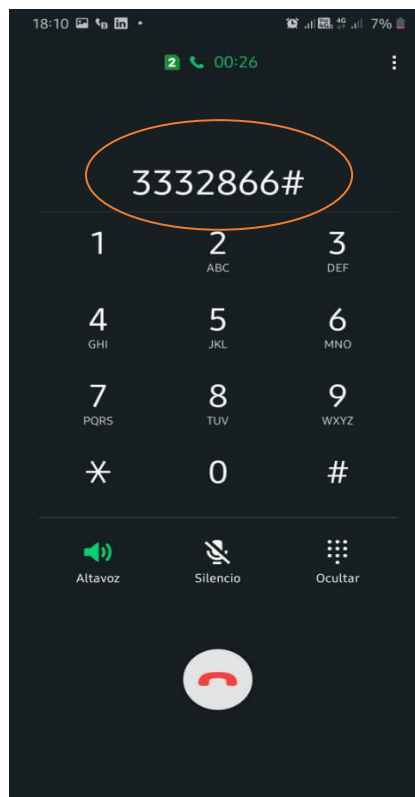 18:10 7%
2 00:26
3332866#
1 2 3
ABC DEF
4 5 6
GHI JKL MNO
7 8 9
PQRS TUV WXYZ
* 0 #
Altavoz Silencio Ocultar